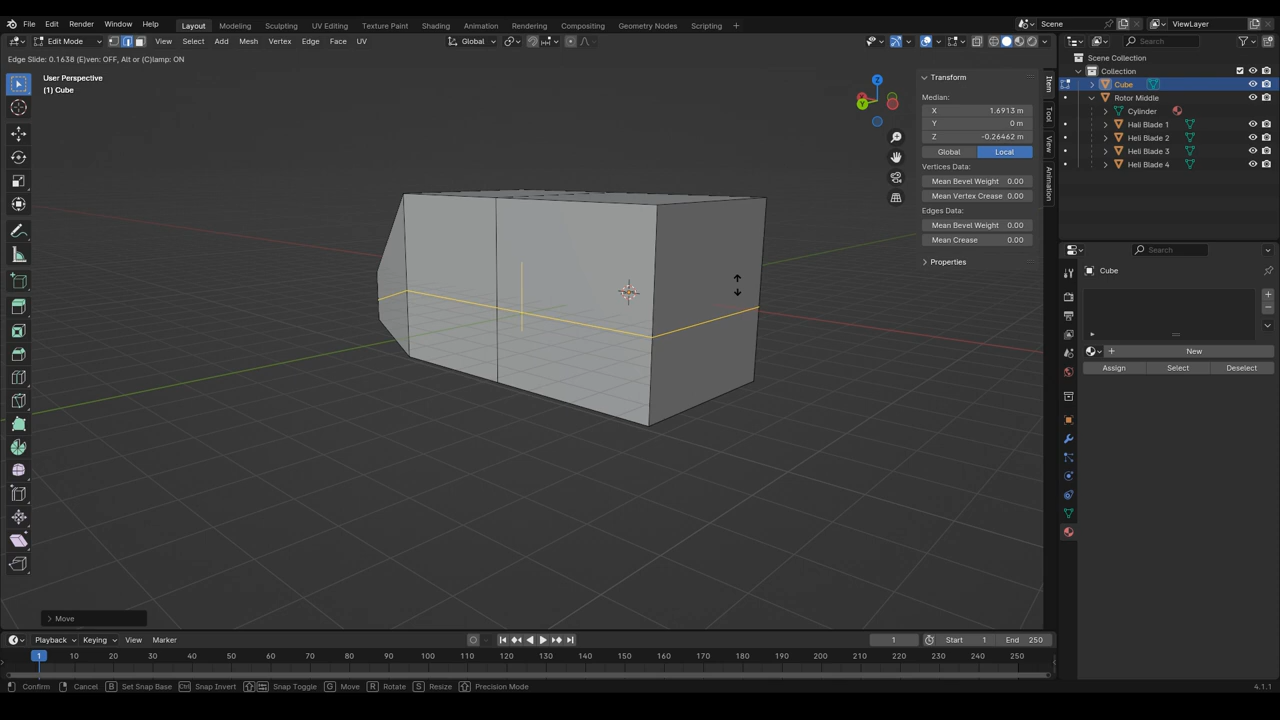 File Edit Render Window Help Layout Modeling Sculpting UV Editing Texture Paint Shading Animation Rendering Compositing Geometry Nodes Scripting Scene ViewLayer
Edit Mode View Select Add Mesh Vertex Edge Face UV Global Search
Edge Slide: 0.1638 (E)ven: OFF, Alt or (C)lamp: ON
User Perspective
(1) Cube
Z
Y
Transform
Median:
X 1.6913 m
Y 0 m
Z -0.26462 m
Global Local
Vertices Data:
Mean Bevel Weight 0.00
Mean Vertex Crease 0.00
Edges Data:
Mean Bevel Weight 0.00
Mean Crease 0.00
Properties
Item
Tool
View
Animation
Scene Collection
Collection
Cube
Rotor Middle
Cylinder
Heli Blade 1
Heli Blade 2
Heli Blade 3
Heli Blade 4
Search
Cube
New
Assign Select Deselect
Move
Playback Keying View Marker 1 Start 1 End 250
1 10 20 30 40 50 60 70 80 90 100 110 120 130 140 150 160 170 180 190 200 210 220 230 240 250
Confirm Cancel B Set Snap Base Ctrl Snap Invert Snap Toggle G Move R Rotate S Resize Precision Mode 4.1.1